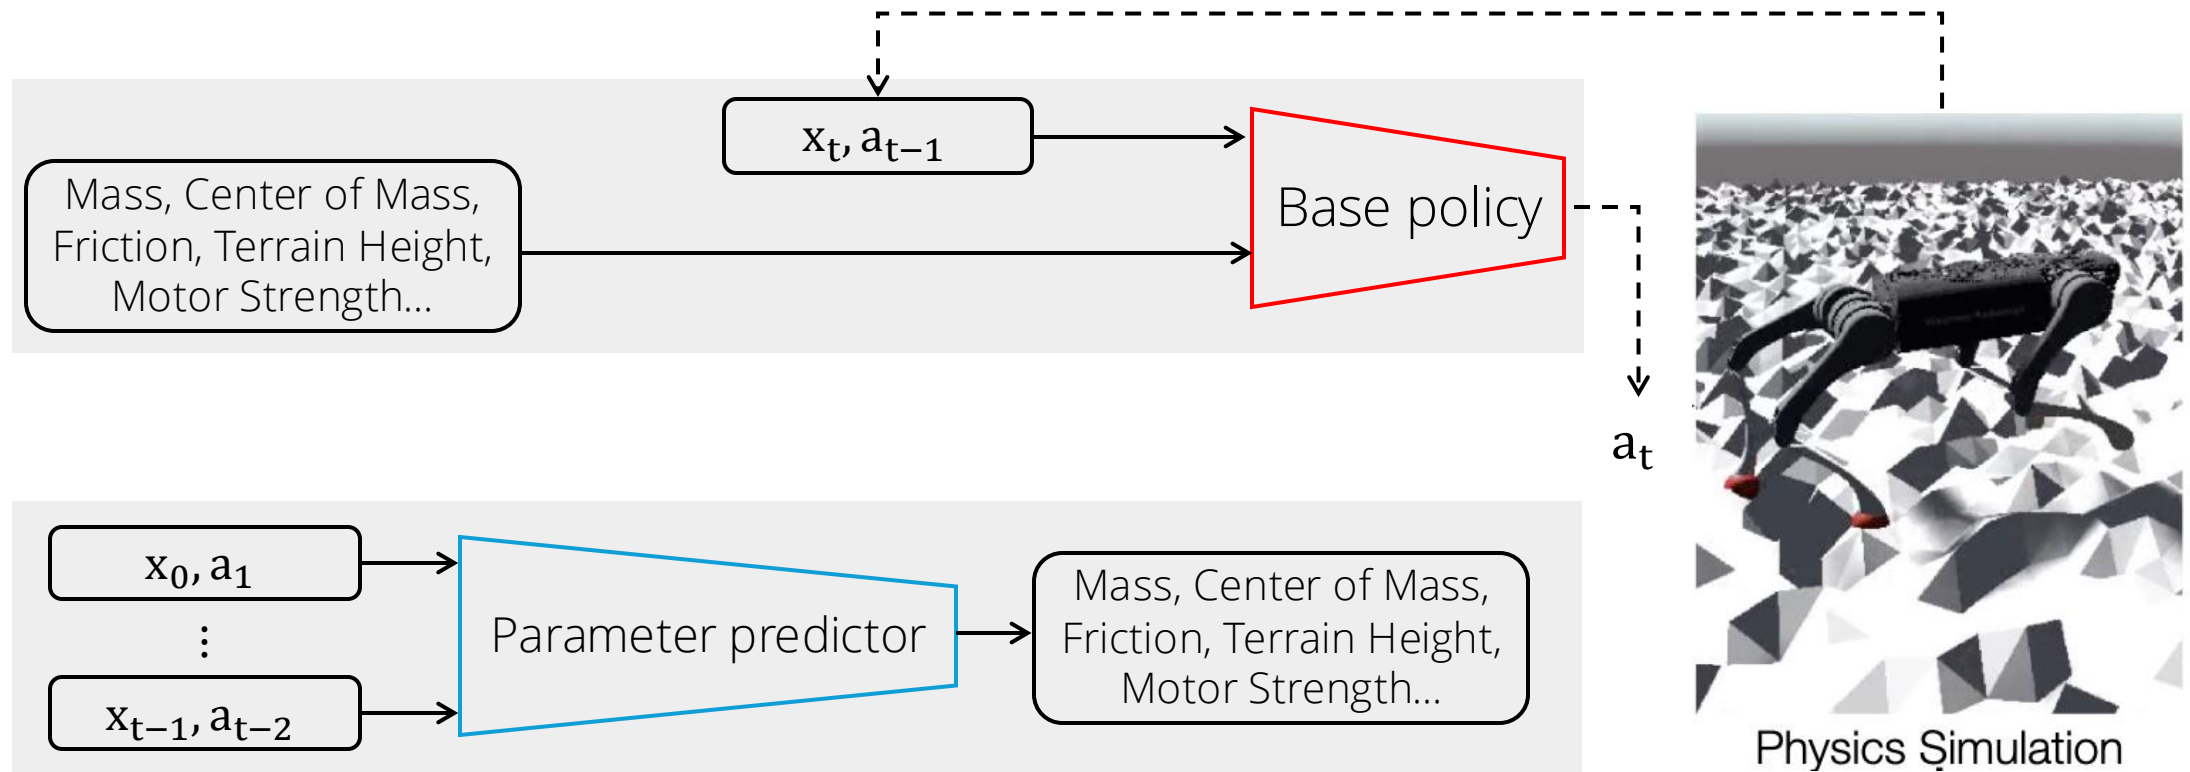 xₜ, aₜ₋₁
Mass, Center of Mass,
Friction, Terrain Height,
Motor Strength...
Base policy
aₜ
x₀, a₁
⋮
xₜ₋₁, aₜ₋₂
Parameter predictor
Mass, Center of Mass,
Friction, Terrain Height,
Motor Strength...
Physics Simulation